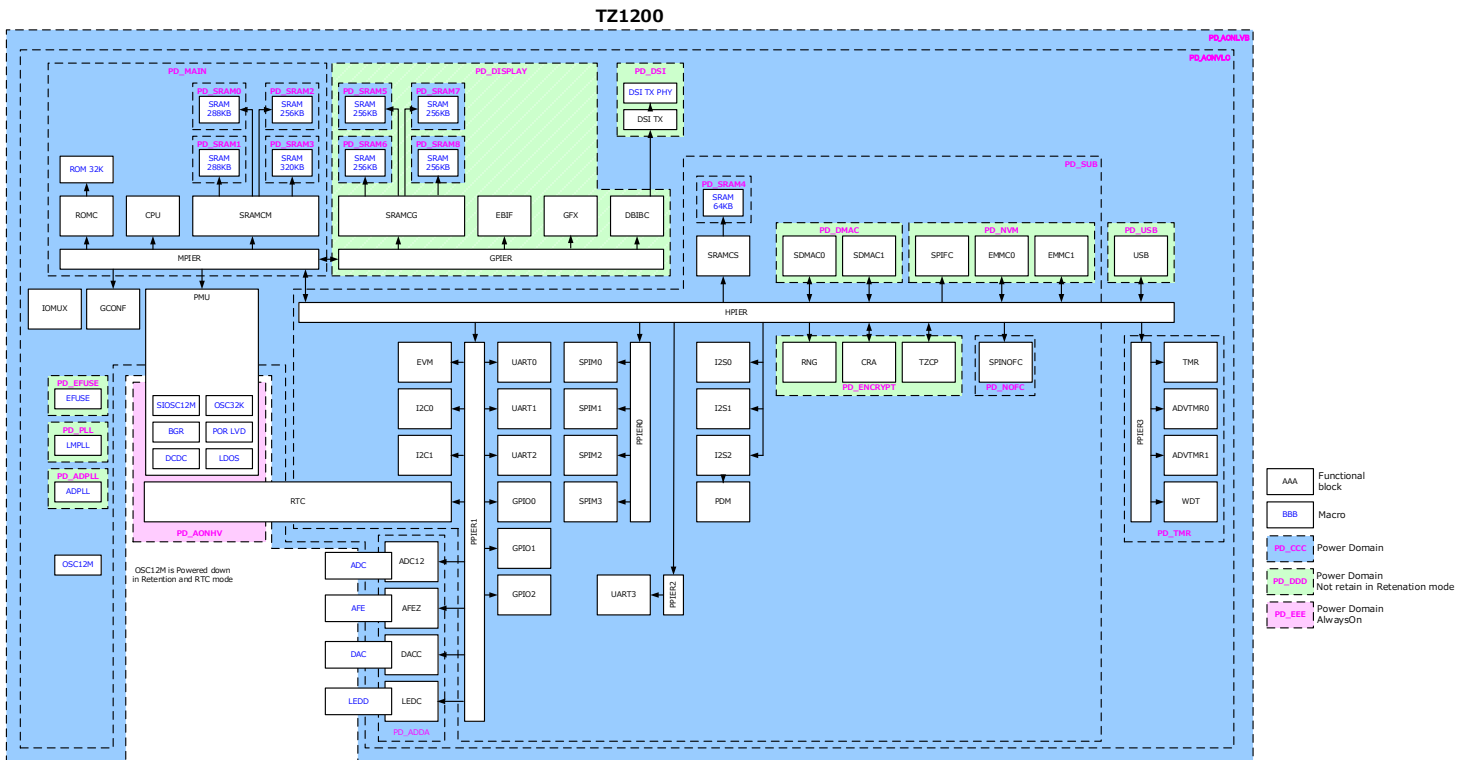 TZ1200
PD_AONLVB
PD_AONVLO
PD_MAIN
PD_DISPLAY
PD_DSI
PD_SRAM0
SRAM
288KB
PD_SRAM2
SRAM
256KB
PD_SRAM5
SRAM
256KB
PD_SRAM7
SRAM
256KB
DSI TX PHY
DSI TX
PD_SRAM1
SRAM
288KB
PD_SRAM3
SRAM
320KB
PD_SRAM6
SRAM
256KB
PD_SRAM8
SRAM
256KB
PD_SUB
ROM 32K
PD_SRAM4
SRAM
64KB
ROMC
CPU
SRAMCM
SRAMCG
EBIF
GFX
DBIBC
PD_DMAC
PD_NVM
PD_USB
SRAMCS
SDMAC0
SDMAC1
SPIFC
EMMC0
EMMC1
USB
MPIER
GPIER
IOMUX
GCONF
PMU
HPIER
EVM
UART0
SPIM0
I2S0
RNG
CRA
TZCP
SPINOFC
TMR
PD_ENCRYPT
PD_NOFC
PD_EFUSE
EFUSE
SIOSC12M
OSC32K
I2C0
UART1
SPIM1
I2S1
ADVTMR0
PD_PLL
LMPLL
BGR
POR LVD
PPIER0
PPIER3
I2C1
UART2
SPIM2
I2S2
ADVTMR1
DCDC
LDOS
PD_ADPLL
ADPLL
RTC
GPIO0
SPIM3
PDM
WDT
PD_AONHV
PPIER1
PD_TMR
GPIO1
OSC12M
OSC12M is Powered down
in Retention and RTC mode
ADC
ADC12
AFE
AFEZ
GPIO2
UART3
PPIER2
DAC
DACC
LEDD
LEDC
PD_ADDA
AAA
Functional
block
BBB
Macro
PD_CCC
Power Domain
PD_DDD
Power Domain
Not retain in Retenation mode
PD_EEE
Power Domain
AlwaysOn